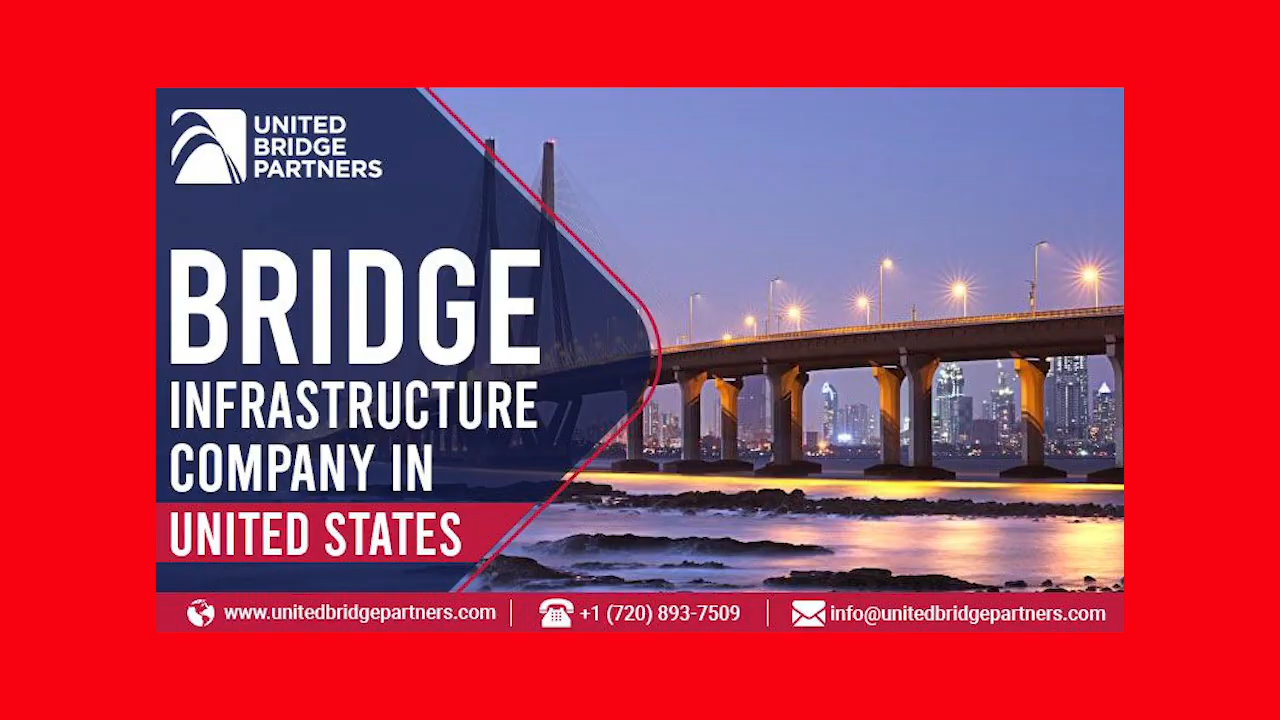 UNITED
BRIDGE
PARTNERS
BRIDGE
INFRASTRUCTURE
COMPANY IN
UNITED STATES
www.unitedbridgepartners.com
+1 (720) 893-7509
info@unitedbridgepartners.com